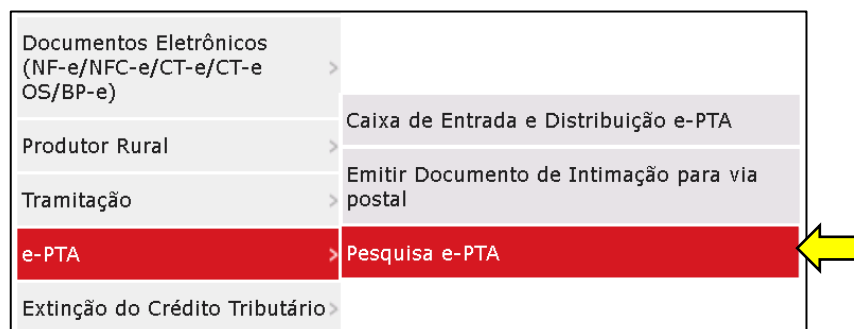 Documentos Eletrônicos
(NF-e/NFC-e/CT-e/CT-e >
OS/BP-e)
Produtor Rural >
Tramitação >
e-PTA >
Extinção do Crédito Tributário >
Caixa de Entrada e Distribuição e-PTA
Emitir Documento de Intimação para via
postal
Pesquisa e-PTA